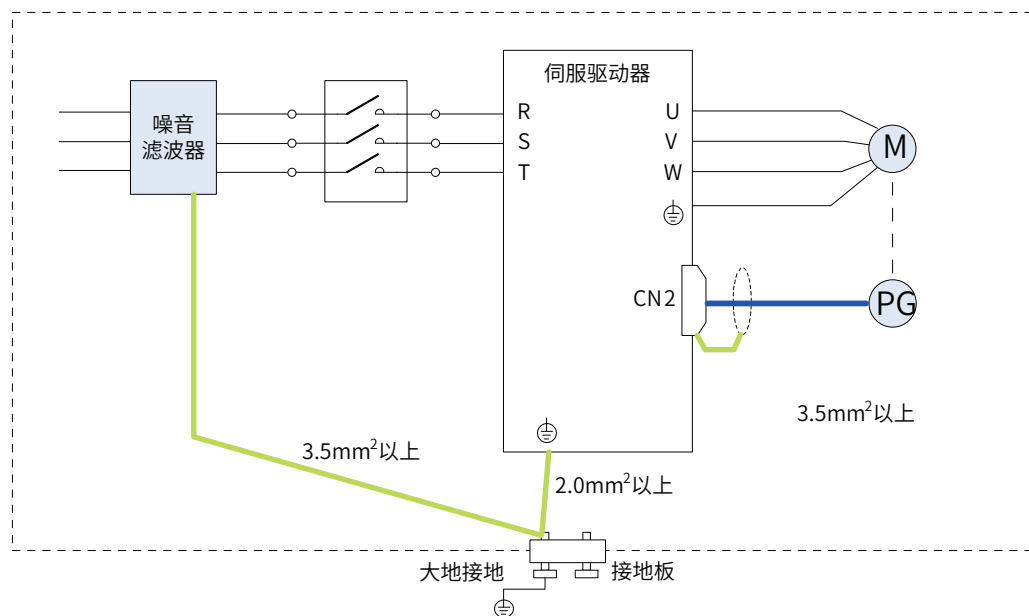 伺服驱动器
噪音
滤波器
R
S
T
U
V
W
M
CN2
PG
3.5mm²以上
3.5mm²以上
2.0mm²以上
大地接地
接地板